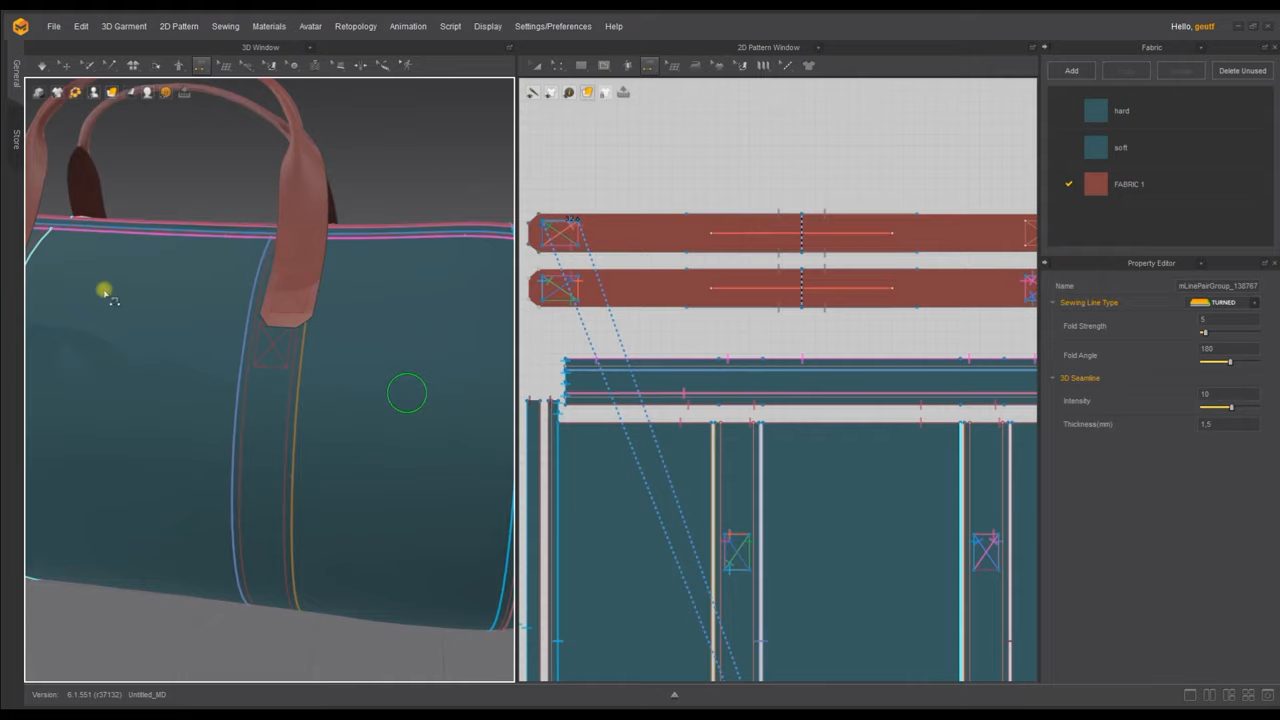 File Edit 3D Garment 2D Pattern Sewing Materials Avatar Retopology Animation Script Display Settings/Preferences Help Hello, geutf
3D Window 2D Pattern Window Fabric
General
Store
Add Delete Unused
hard
soft
FABRIC 1
Property Editor
Name mLinePairGroup_138767
Sewing Line Type TURNED
Fold Strength 5
Fold Angle 180
3D Seamline
Intensity 10
Thickness(mm) 1,5
Version: 6.1.551 (r37132) Untitled_MD